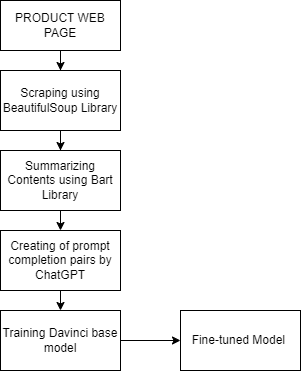 PRODUCT WEB
PAGE
Scraping using
BeautifulSoup Library
Summarizing
Contents using Bart
Library
Creating of prompt
completion pairs by
ChatGPT
Training Davinci base
model
Fine-tuned Model